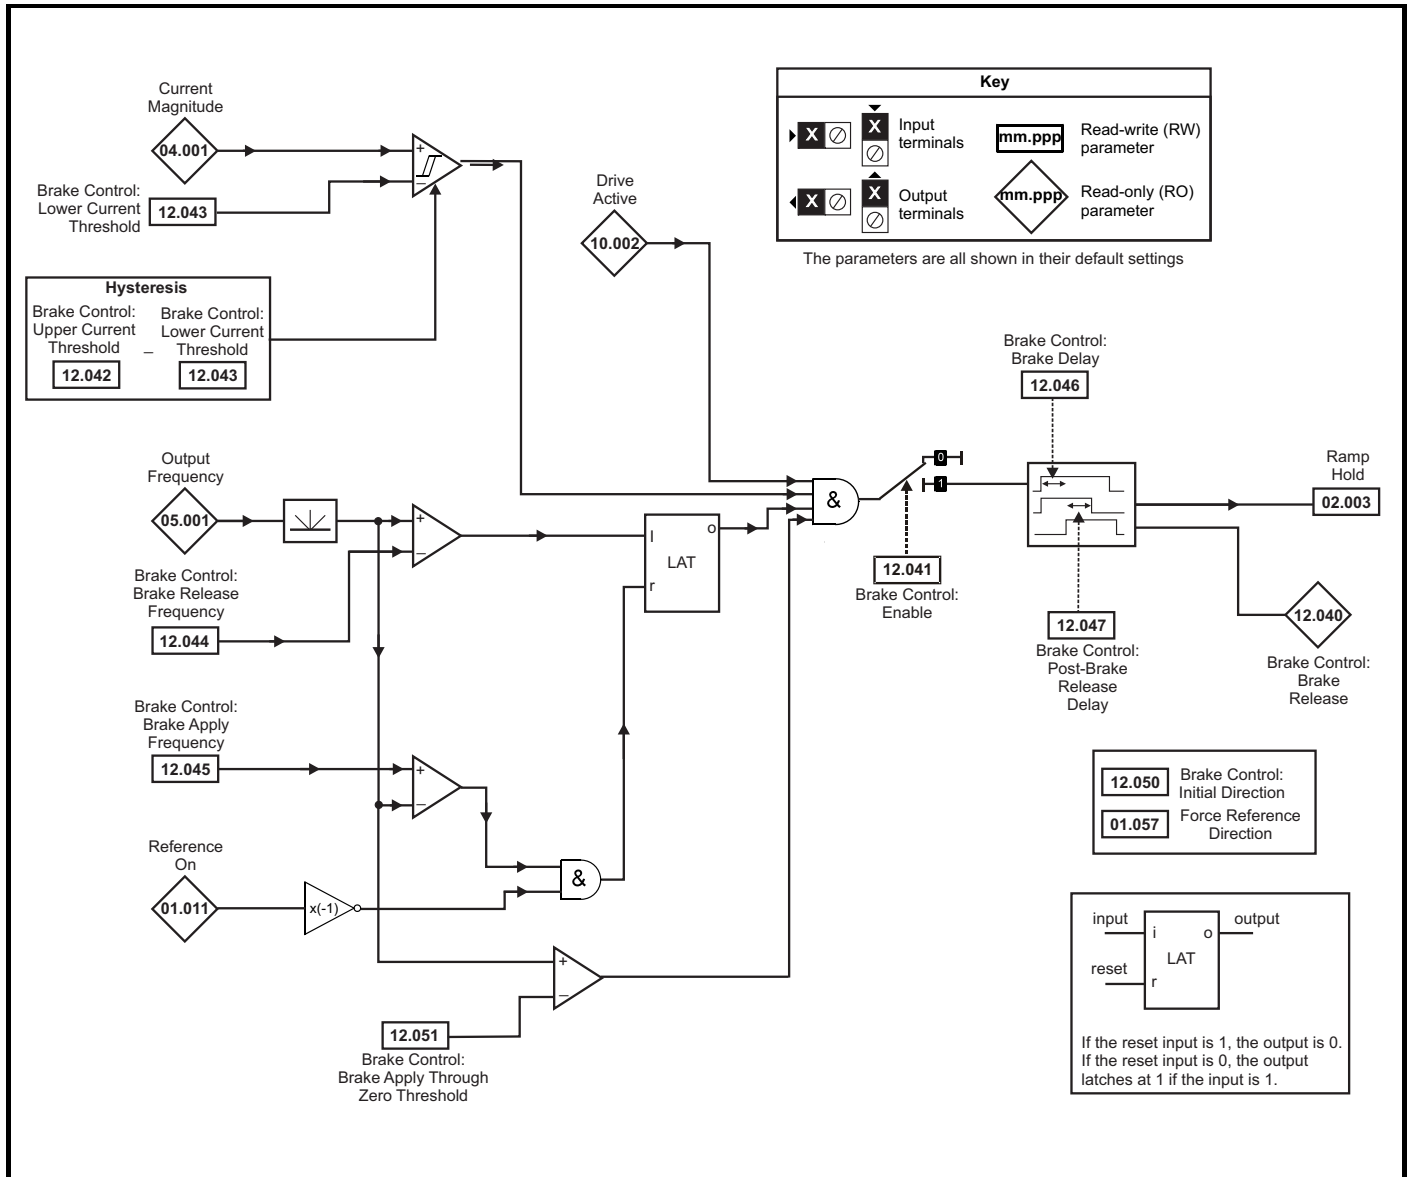 Current
Magnitude
04.001
+
–
Brake Control:
Lower Current
Threshold
12.043
Hysteresis
Brake Control:
Upper Current
Threshold
12.042
–
Brake Control:
Lower Current
Threshold
12.043
Drive
Active
10.002
Key
X
X
Input
terminals
mm.ppp
Read-write (RW)
parameter
X
X
Output
terminals
mm.ppp
Read-only (RO)
parameter
The parameters are all shown in their default settings
Output
Frequency
05.001
+
–
Brake Control:
Brake Release
Frequency
12.044
l
o
LAT
r
&
0
1
12.041
Brake Control:
Enable
Brake Control:
Brake Delay
12.046
12.047
Brake Control:
Post-Brake
Release
Delay
Ramp
Hold
02.003
12.040
Brake Control:
Brake
Release
Brake Control:
Brake Apply
Frequency
12.045
+
–
Reference
On
01.011
x(-1)
&
+
–
12.051
Brake Control:
Brake Apply Through
Zero Threshold
12.050
Brake Control:
Initial Direction
01.057
Force Reference
Direction
input
i
o
output
LAT
reset
r
If the reset input is 1, the output is 0.
If the reset input is 0, the output
latches at 1 if the input is 1.